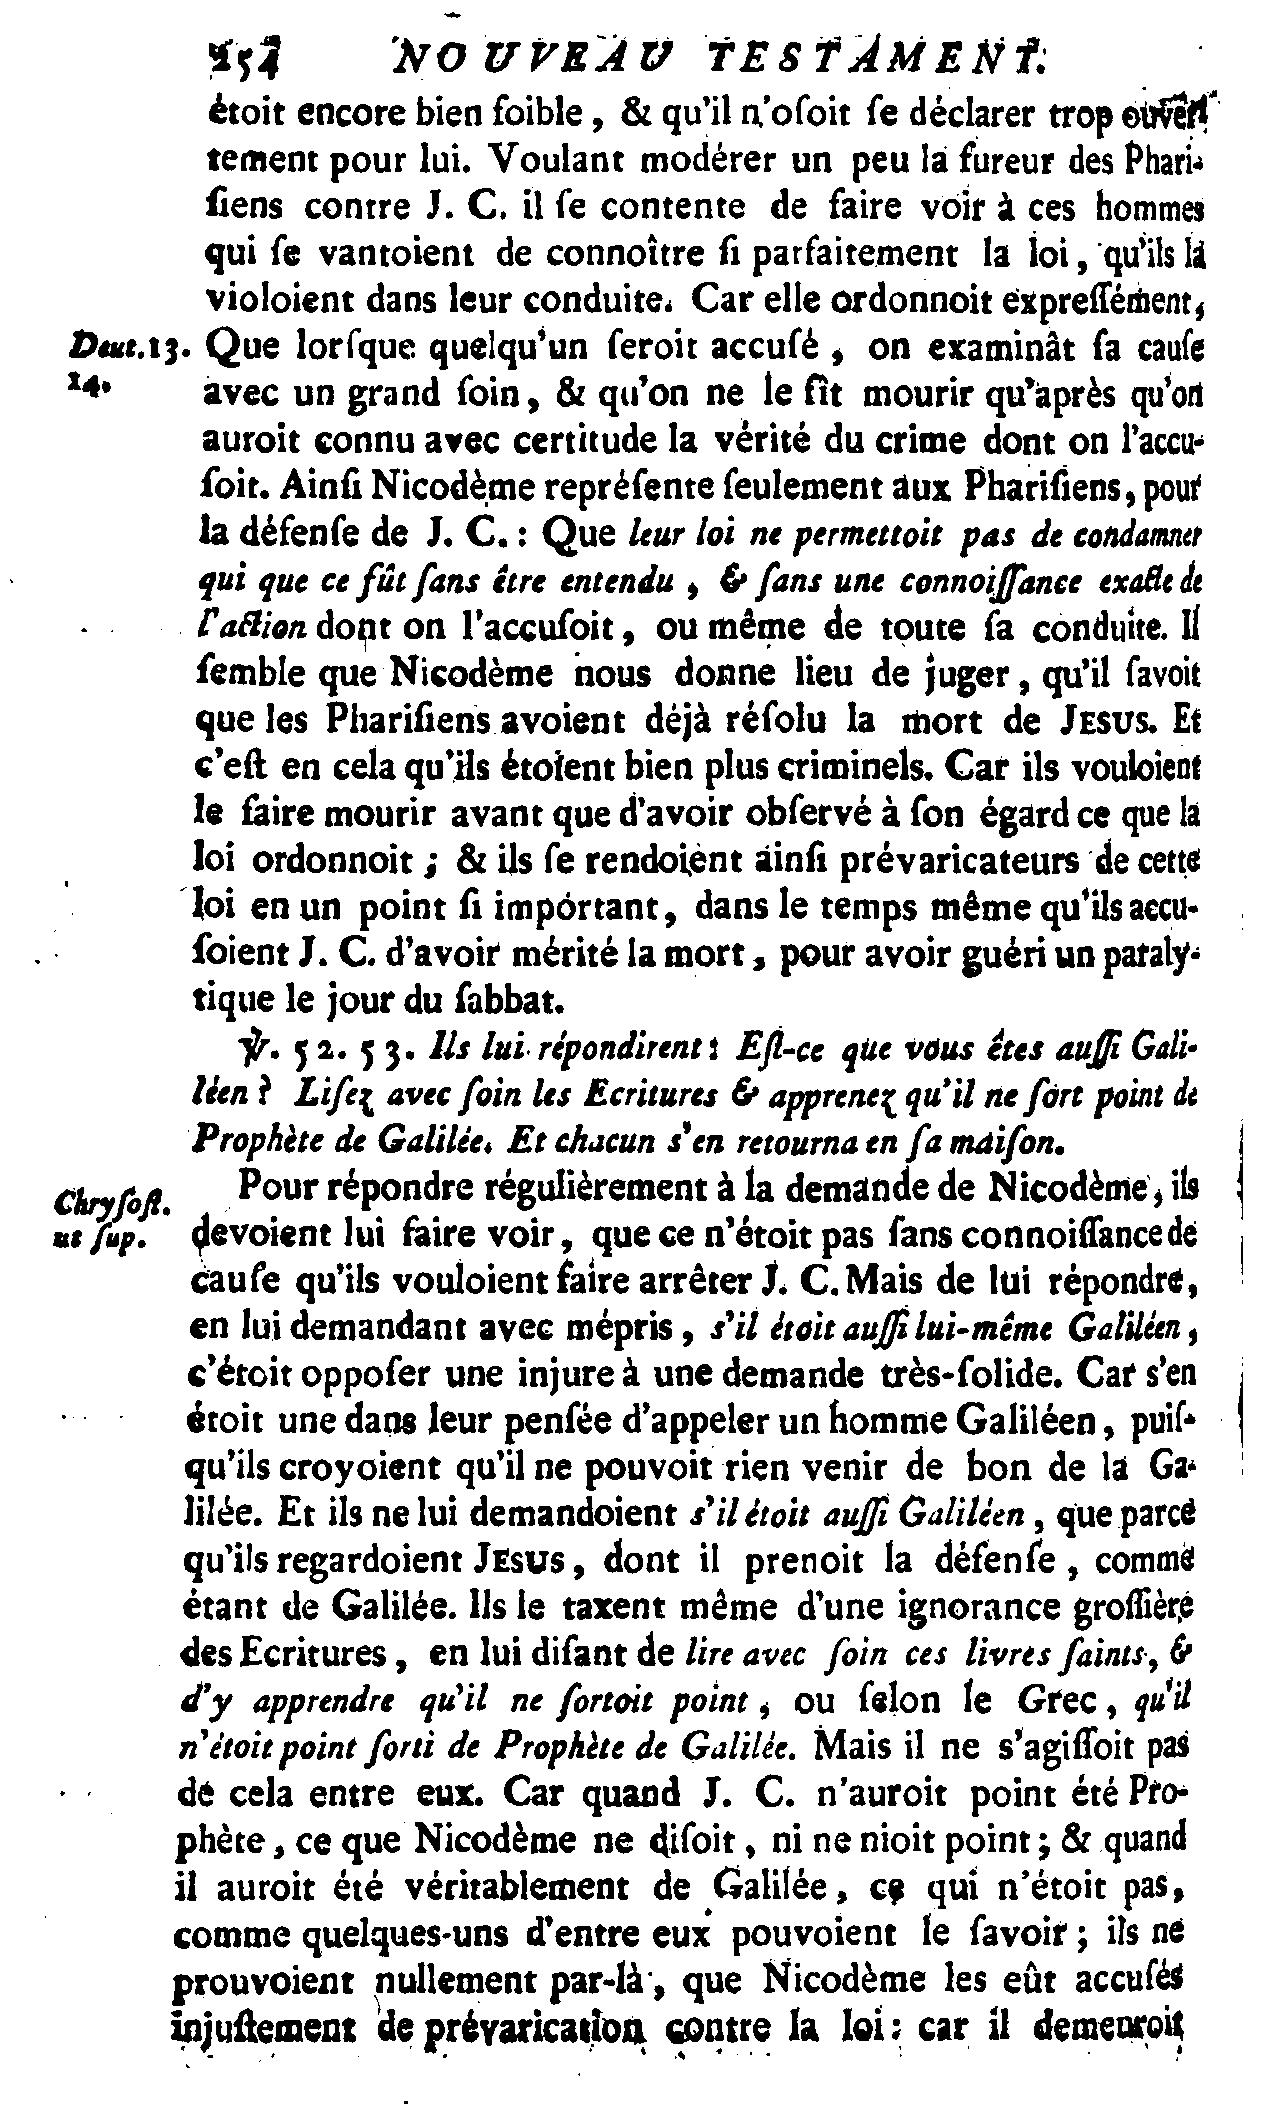 254 NOUVEAU TESTAMENT.
étoit encore bien foible, & qu'il n'oſoit ſe déclarer trop ouver-
tement pour lui. Voulant modérer un peu la fureur des Phari-
ſiens contre J. C. il ſe contente de faire voir à ces hommes
qui ſe vantoient de connoître ſi parfaitement la loi, qu'ils la
violoient dans leur conduite. Car elle ordonnoit expreſſément,
Deut. 13. Que lorſque quelqu'un ſeroit accuſé, on examinât ſa cauſe
14. avec un grand ſoin, & qu'on ne le fît mourir qu'après qu'on
auroit connu avec certitude la vérité du crime dont on l'accu-
ſoit. Ainſi Nicodème repréſente ſeulement aux Phariſiens, pour
la défenſe de J. C. : Que leur loi ne permettoit pas de condamner
qui que ce fût ſans être entendu, & ſans une connoiſſance exacte de
l'action dont on l'accuſoit, ou même de toute ſa conduite. Il
ſemble que Nicodème nous donne lieu de juger, qu'il ſavoit
que les Phariſiens avoient déjà réſolu la mort de JESUS. Et
c'eſt en cela qu'ils étoient bien plus criminels. Car ils vouloient
le faire mourir avant que d'avoir obſervé à ſon égard ce que la
loi ordonnoit ; & ils ſe rendoient ainſi prévaricateurs de cette
loi en un point ſi important, dans le temps même qu'ils accu-
ſoient J. C. d'avoir mérité la mort, pour avoir guéri un paraly-
tique le jour du ſabbat.
℣. 52. 53. Ils lui répondirent : Eſt-ce que vous êtes auſſi Gali-
léen ? Liſez avec ſoin les Ecritures & apprenez qu'il ne ſort point de
Prophète de Galilée. Et chacun s'en retourna en ſa maiſon.
Chryſoſt. Pour répondre régulièrement à la demande de Nicodème, ils
ut ſup. devoient lui faire voir, que ce n'étoit pas ſans connoiſſance de
cauſe qu'ils vouloient faire arrêter J. C. Mais de lui répondre,
en lui demandant avec mépris, s'il étoit auſſi lui-même Galiléen,
c'étoit oppoſer une injure à une demande très-ſolide. Car s'en
étoit une dans leur penſée d'appeler un homme Galiléen, puiſ-
qu'ils croyoient qu'il ne pouvoit rien venir de bon de la Ga-
lilée. Et ils ne lui demandoient s'il étoit auſſi Galiléen, que parce
qu'ils regardoient JESUS, dont il prenoit la défenſe, comme
étant de Galilée. Ils le taxent même d'une ignorance groſſière
des Ecritures, en lui diſant de lire avec ſoin ces livres ſaints, &
d'y apprendre qu'il ne ſortoit point, ou ſelon le Grec, qu'il
n'étoit point ſorti de Prophète de Galilée. Mais il ne s'agiſſoit pas
de cela entre eux. Car quand J. C. n'auroit point été Pro-
phète, ce que Nicodème ne diſoit, ni ne nioit point ; & quand
il auroit été véritablement de Galilée, ce qui n'étoit pas,
comme quelques-uns d'entre eux pouvoient le ſavoir ; ils ne
prouvoient nullement par-là, que Nicodème les eût accuſés
injuſtement de prévarication contre la loi : car il demeuroit